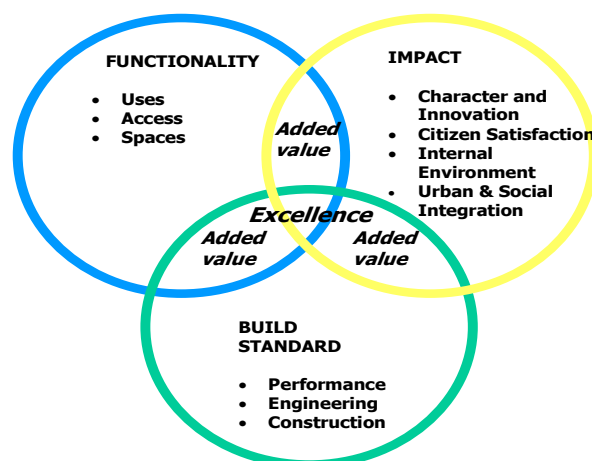 FUNCTIONALITY
• Uses
• Access
• Spaces
IMPACT
• Character and
Innovation
• Citizen Satisfaction
• Internal
Environment
• Urban & Social
Integration
Added
value
Excellence
Added
value
Added
value
BUILD
STANDARD
• Performance
• Engineering
• Construction